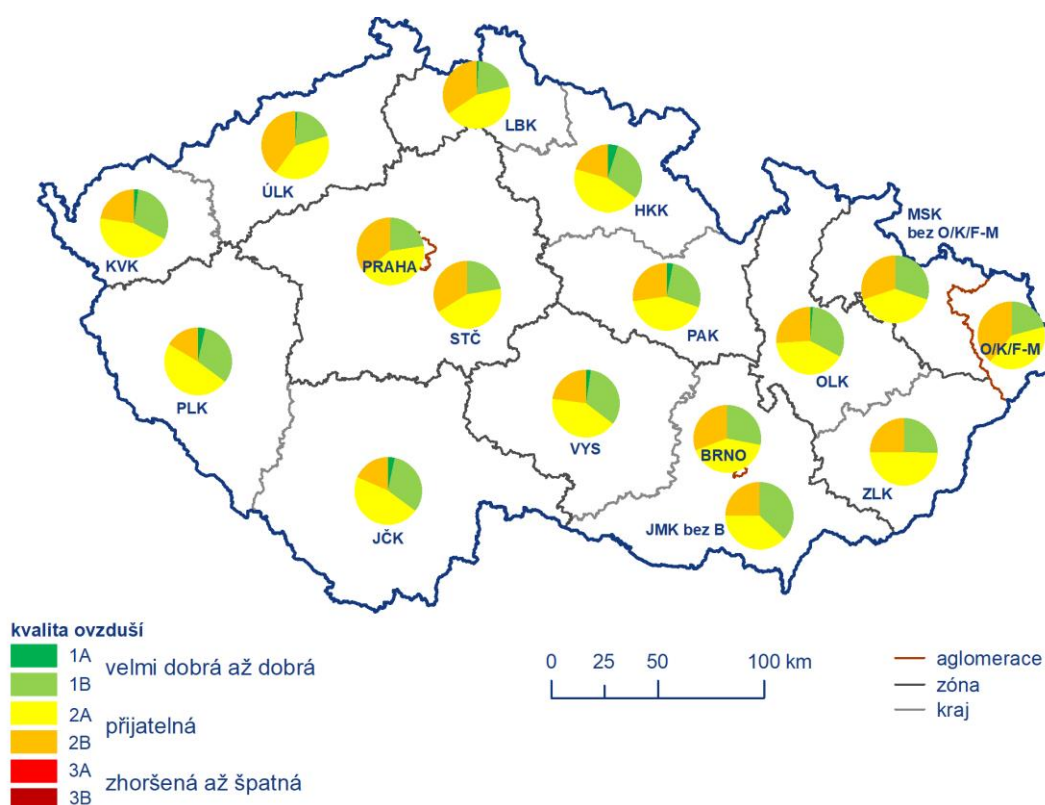 LBK
ÚLK
HKK
MSK
bez O/K/F-M
KVK
PRAHA
STČ
PAK
O/K/F-M
OLK
PLK
VYS
BRNO
ZLK
JČK
JMK bez B
kvalita ovzduší
1A
velmi dobrá až dobrá
1B
2A
přijatelná
2B
3A
zhoršená až špatná
3B
0 25 50 100 km
aglomerace
zóna
kraj